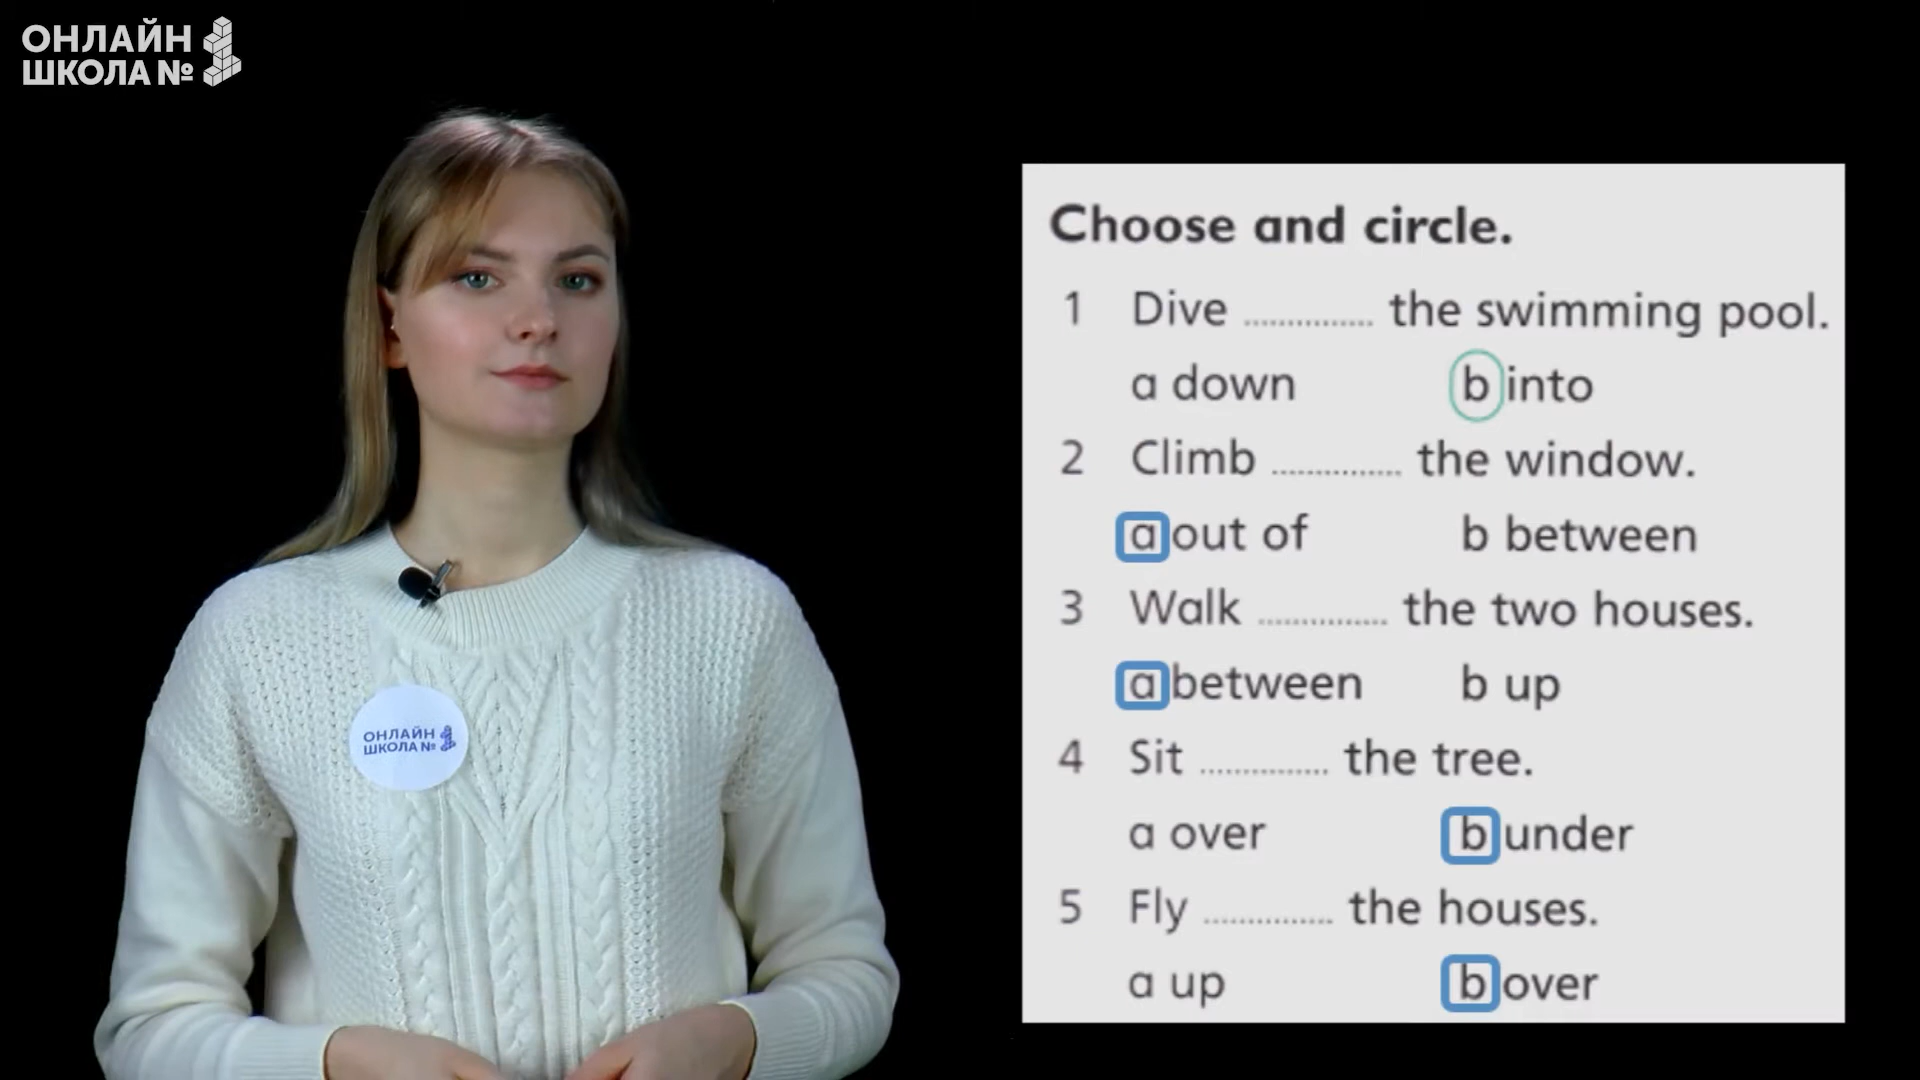 ОНЛАЙН
ШКОЛА №1
ОНЛАЙН
ШКОЛА №1
Choose and circle.
1 Dive .............. the swimming pool.
a down b into
2 Climb .............. the window.
a out of b between
3 Walk .............. the two houses.
a between b up
4 Sit .............. the tree.
a over b under
5 Fly .............. the houses.
a up b over